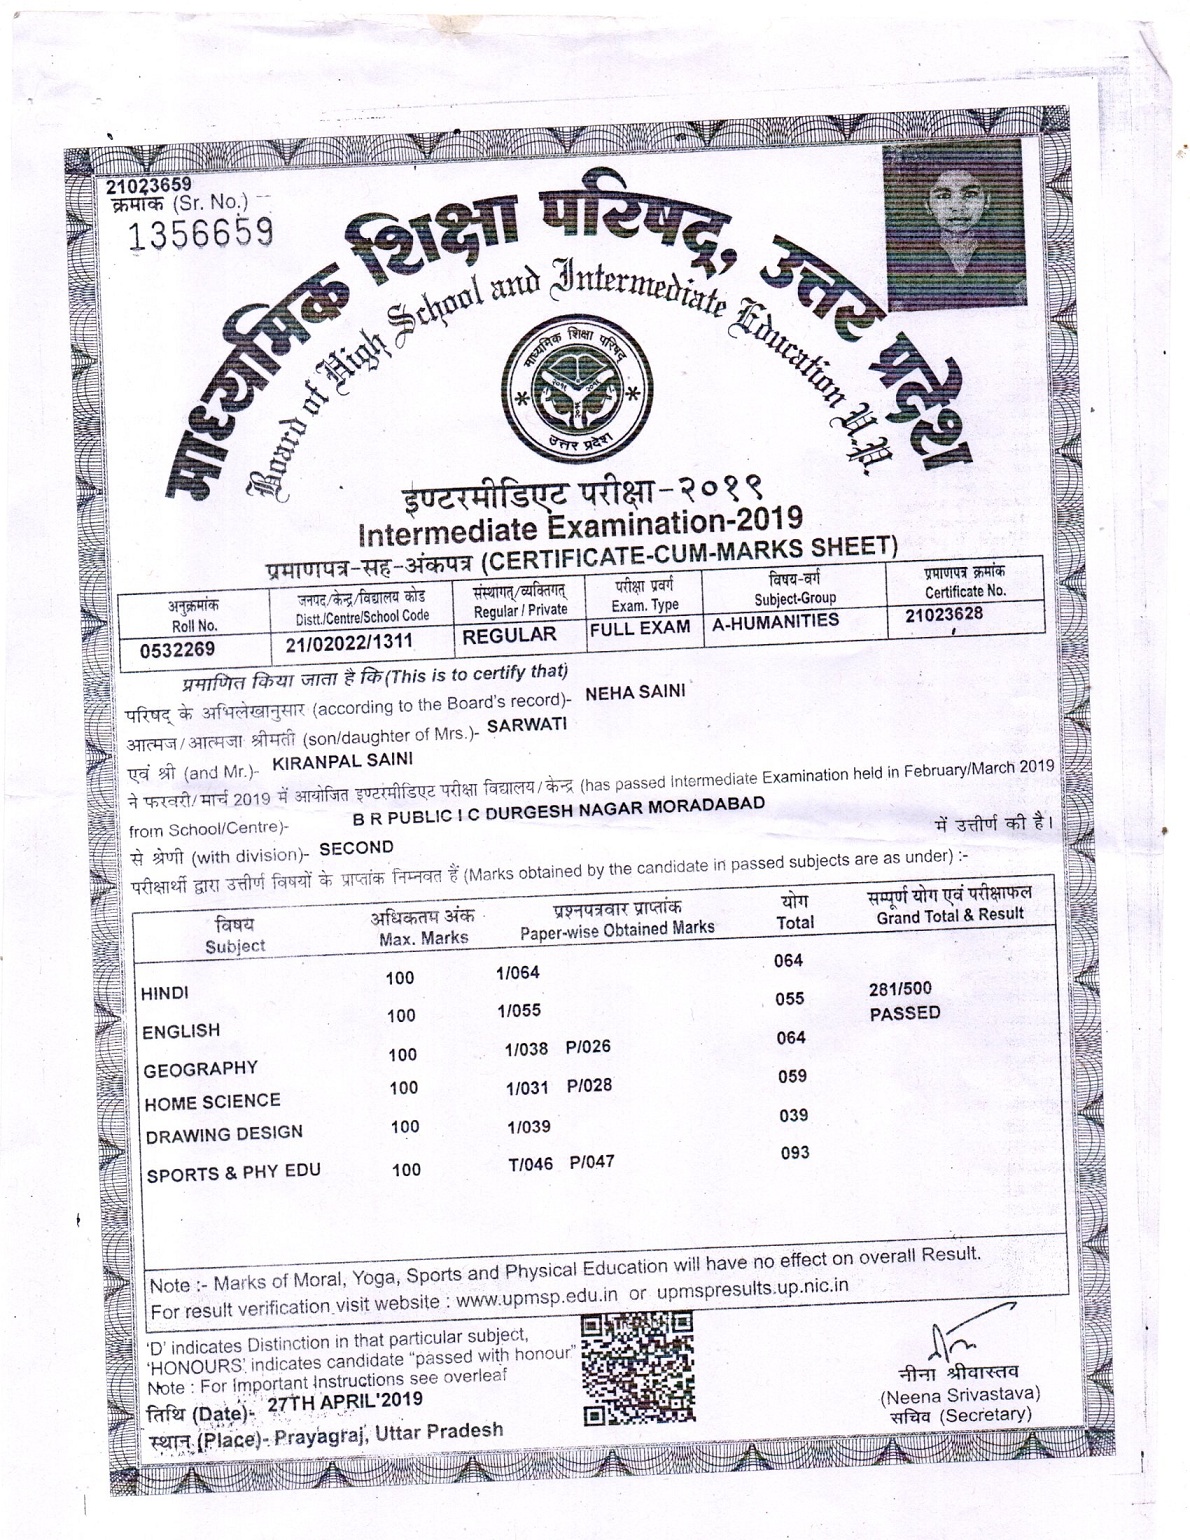 21023659
क्रमांक (Sr. No.)
1356659
माध्यमिक शिक्षा परिषद्, उत्तर प्रदेश
Board of High School and Intermediate Education U.P.
माध्यमिक शिक्षा परिषद
उत्तर प्रदेश
इण्टरमीडिएट परीक्षा-२०१९
Intermediate Examination-2019
प्रमाणपत्र-सह-अंकपत्र (CERTIFICATE-CUM-MARKS SHEET)
अनुक्रमांक जनपद/केन्द्र/विद्यालय कोड संस्थागत्/व्यक्तिगत् परीक्षा प्रवर्ग विषय-वर्ग प्रमाणपत्र क्रमांक
Roll No. Distt./Centre/School Code Regular / Private Exam. Type Subject-Group Certificate No.
0532269 21/02022/1311 REGULAR FULL EXAM A-HUMANITIES 21023628
प्रमाणित किया जाता है कि (This is to certify that)
परिषद् के अभिलेखानुसार (according to the Board's record)- NEHA SAINI
आत्मज/आत्मजा श्रीमती (son/daughter of Mrs.)- SARWATI
एवं श्री (and Mr.)- KIRANPAL SAINI
ने फरवरी/मार्च 2019 में आयोजित इण्टरमीडिएट परीक्षा विद्यालय/केन्द्र (has passed Intermediate Examination held in February/March 2019
from School/Centre)- B R PUBLIC I C DURGESH NAGAR MORADABAD में उत्तीर्ण की है।
से श्रेणी (with division)- SECOND
परीक्षार्थी द्वारा उत्तीर्ण विषयों के प्राप्तांक निम्नवत हैं (Marks obtained by the candidate in passed subjects are as under) :-
विषय अधिकतम अंक प्रश्नपत्रवार प्राप्तांक योग सम्पूर्ण योग एवं परीक्षाफल
Subject Max. Marks Paper-wise Obtained Marks Total Grand Total & Result
HINDI 100 1/064 064
281/500
ENGLISH 100 1/055 055
PASSED
GEOGRAPHY 100 1/038 P/026 064
HOME SCIENCE 100 1/031 P/028 059
DRAWING DESIGN 100 1/039 039
SPORTS & PHY EDU 100 T/046 P/047 093
Note :- Marks of Moral, Yoga, Sports and Physical Education will have no effect on overall Result.
For result verification visit website : www.upmsp.edu.in or upmspresults.up.nic.in
'D' indicates Distinction in that particular subject,
'HONOURS' indicates candidate "passed with honour"
Note : For Important Instructions see overleaf
तिथि (Date)- 27TH APRIL'2019
स्थान (Place)- Prayagraj, Uttar Pradesh
नीना श्रीवास्तव
(Neena Srivastava)
सचिव (Secretary)